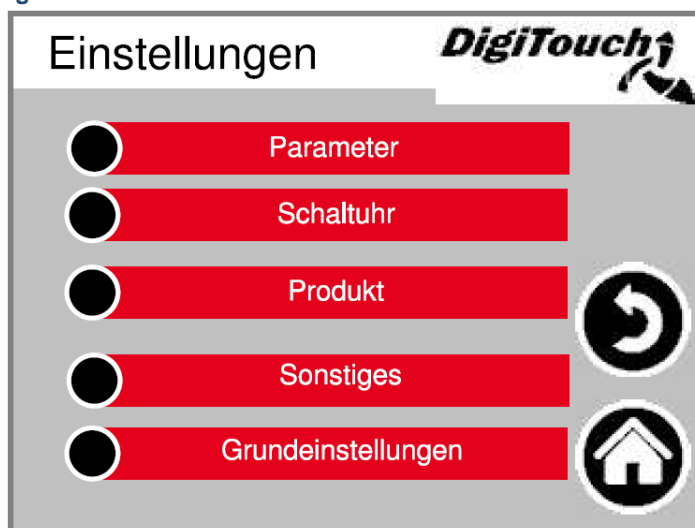 Einstellungen
DigiTouch
Parameter
Schaltuhr
Produkt
Sonstiges
Grundeinstellungen